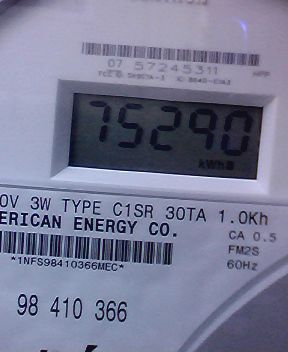 07 57245311
75290
kWh
0V 3W TYPE C1SR 30TA 1.0Kh
ERICAN ENERGY CO.
CA 0.5
FM2S
60Hz
*1NFS98410366MEC*
98 410 366